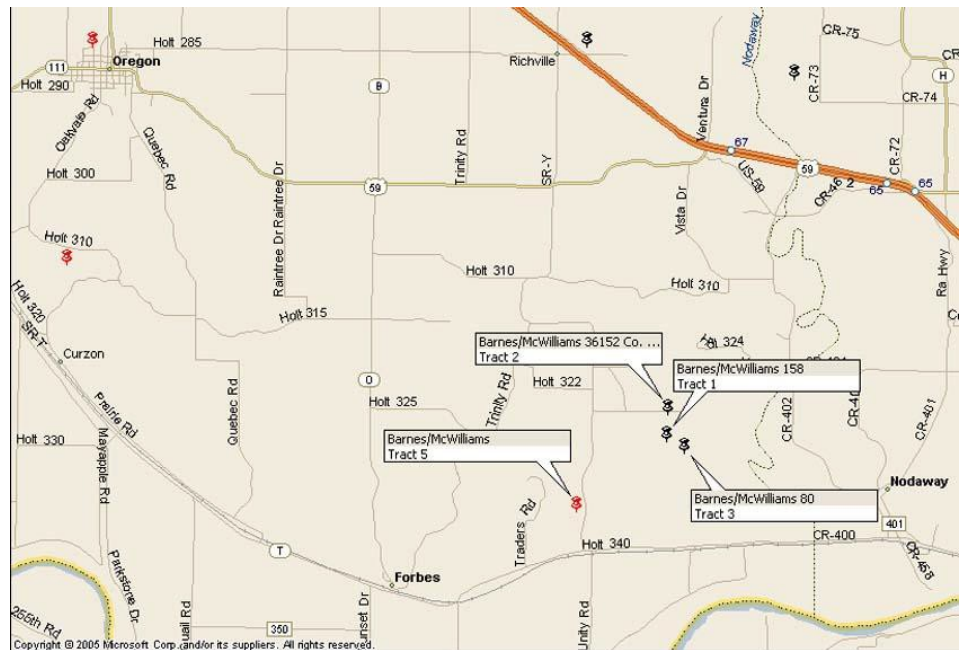 Holt 285
CR-75
Richville
Nodaway
CR-73
H
111
Oregon
Holt 290
B
CR-74
Oakvale Rd
Quebec Rd
Ventura Dr
67
CR-72
Trinity Rd
SR-Y
59
US-59
59
CR-46 2
65
65
Holt 300
Raintree Dr
Raintree Dr
Vista Dr
Holt 310
Holt 310
Holt 310
Ra Hwy
Holt 320
SR-T
Holt 315
Curzon
Barnes/McWilliams 36152 Co. ...
Tract 2
324
Barnes/McWilliams 158
Tract 1
O
Trinity Rd
Holt 322
Quebec Rd
Holt 325
CR-402
CR-401
Prairie Rd
Holt 330
Mayapple Rd
Barnes/McWilliams
Tract 5
Barnes/McWilliams 80
Tract 3
Nodaway
401
Traders Rd
Holt 340
CR-400
CR-458
T
Forbes
Parkstone Dr
255th Rd
350
Unity Rd
Copyright © 2005 Microsoft Corp. and/or its suppliers. All rights reserved.